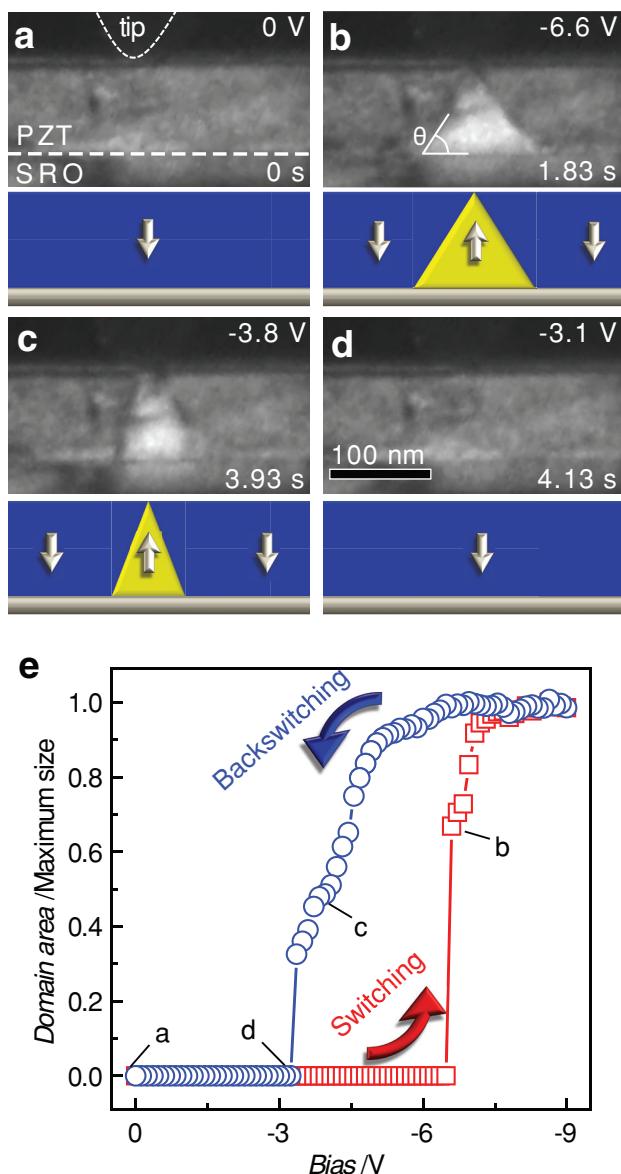 a
tip
0 V
PZT
SRO
0 s
b
-6.6 V
θ
1.83 s
c
-3.8 V
3.93 s
d
-3.1 V
100 nm
4.13 s
e
Domain area /Maximum size
1.0
0.8
0.6
0.4
0.2
0.0
Backswitching
Switching
a
b
c
d
0
-3
-6
-9
Bias /V